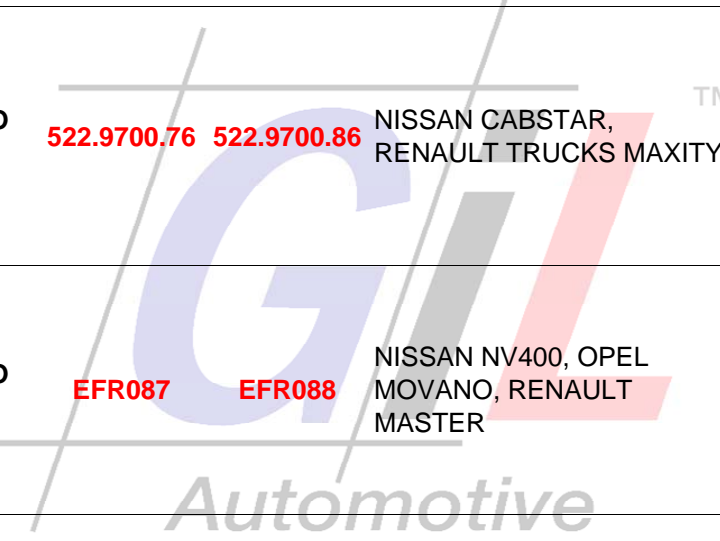 TM
522.9700.76 522.9700.86 NISSAN CABSTAR,
RENAULT TRUCKS MAXITY
GiL
EFR087 EFR088 NISSAN NV400, OPEL
MOVANO, RENAULT
MASTER
Automotive